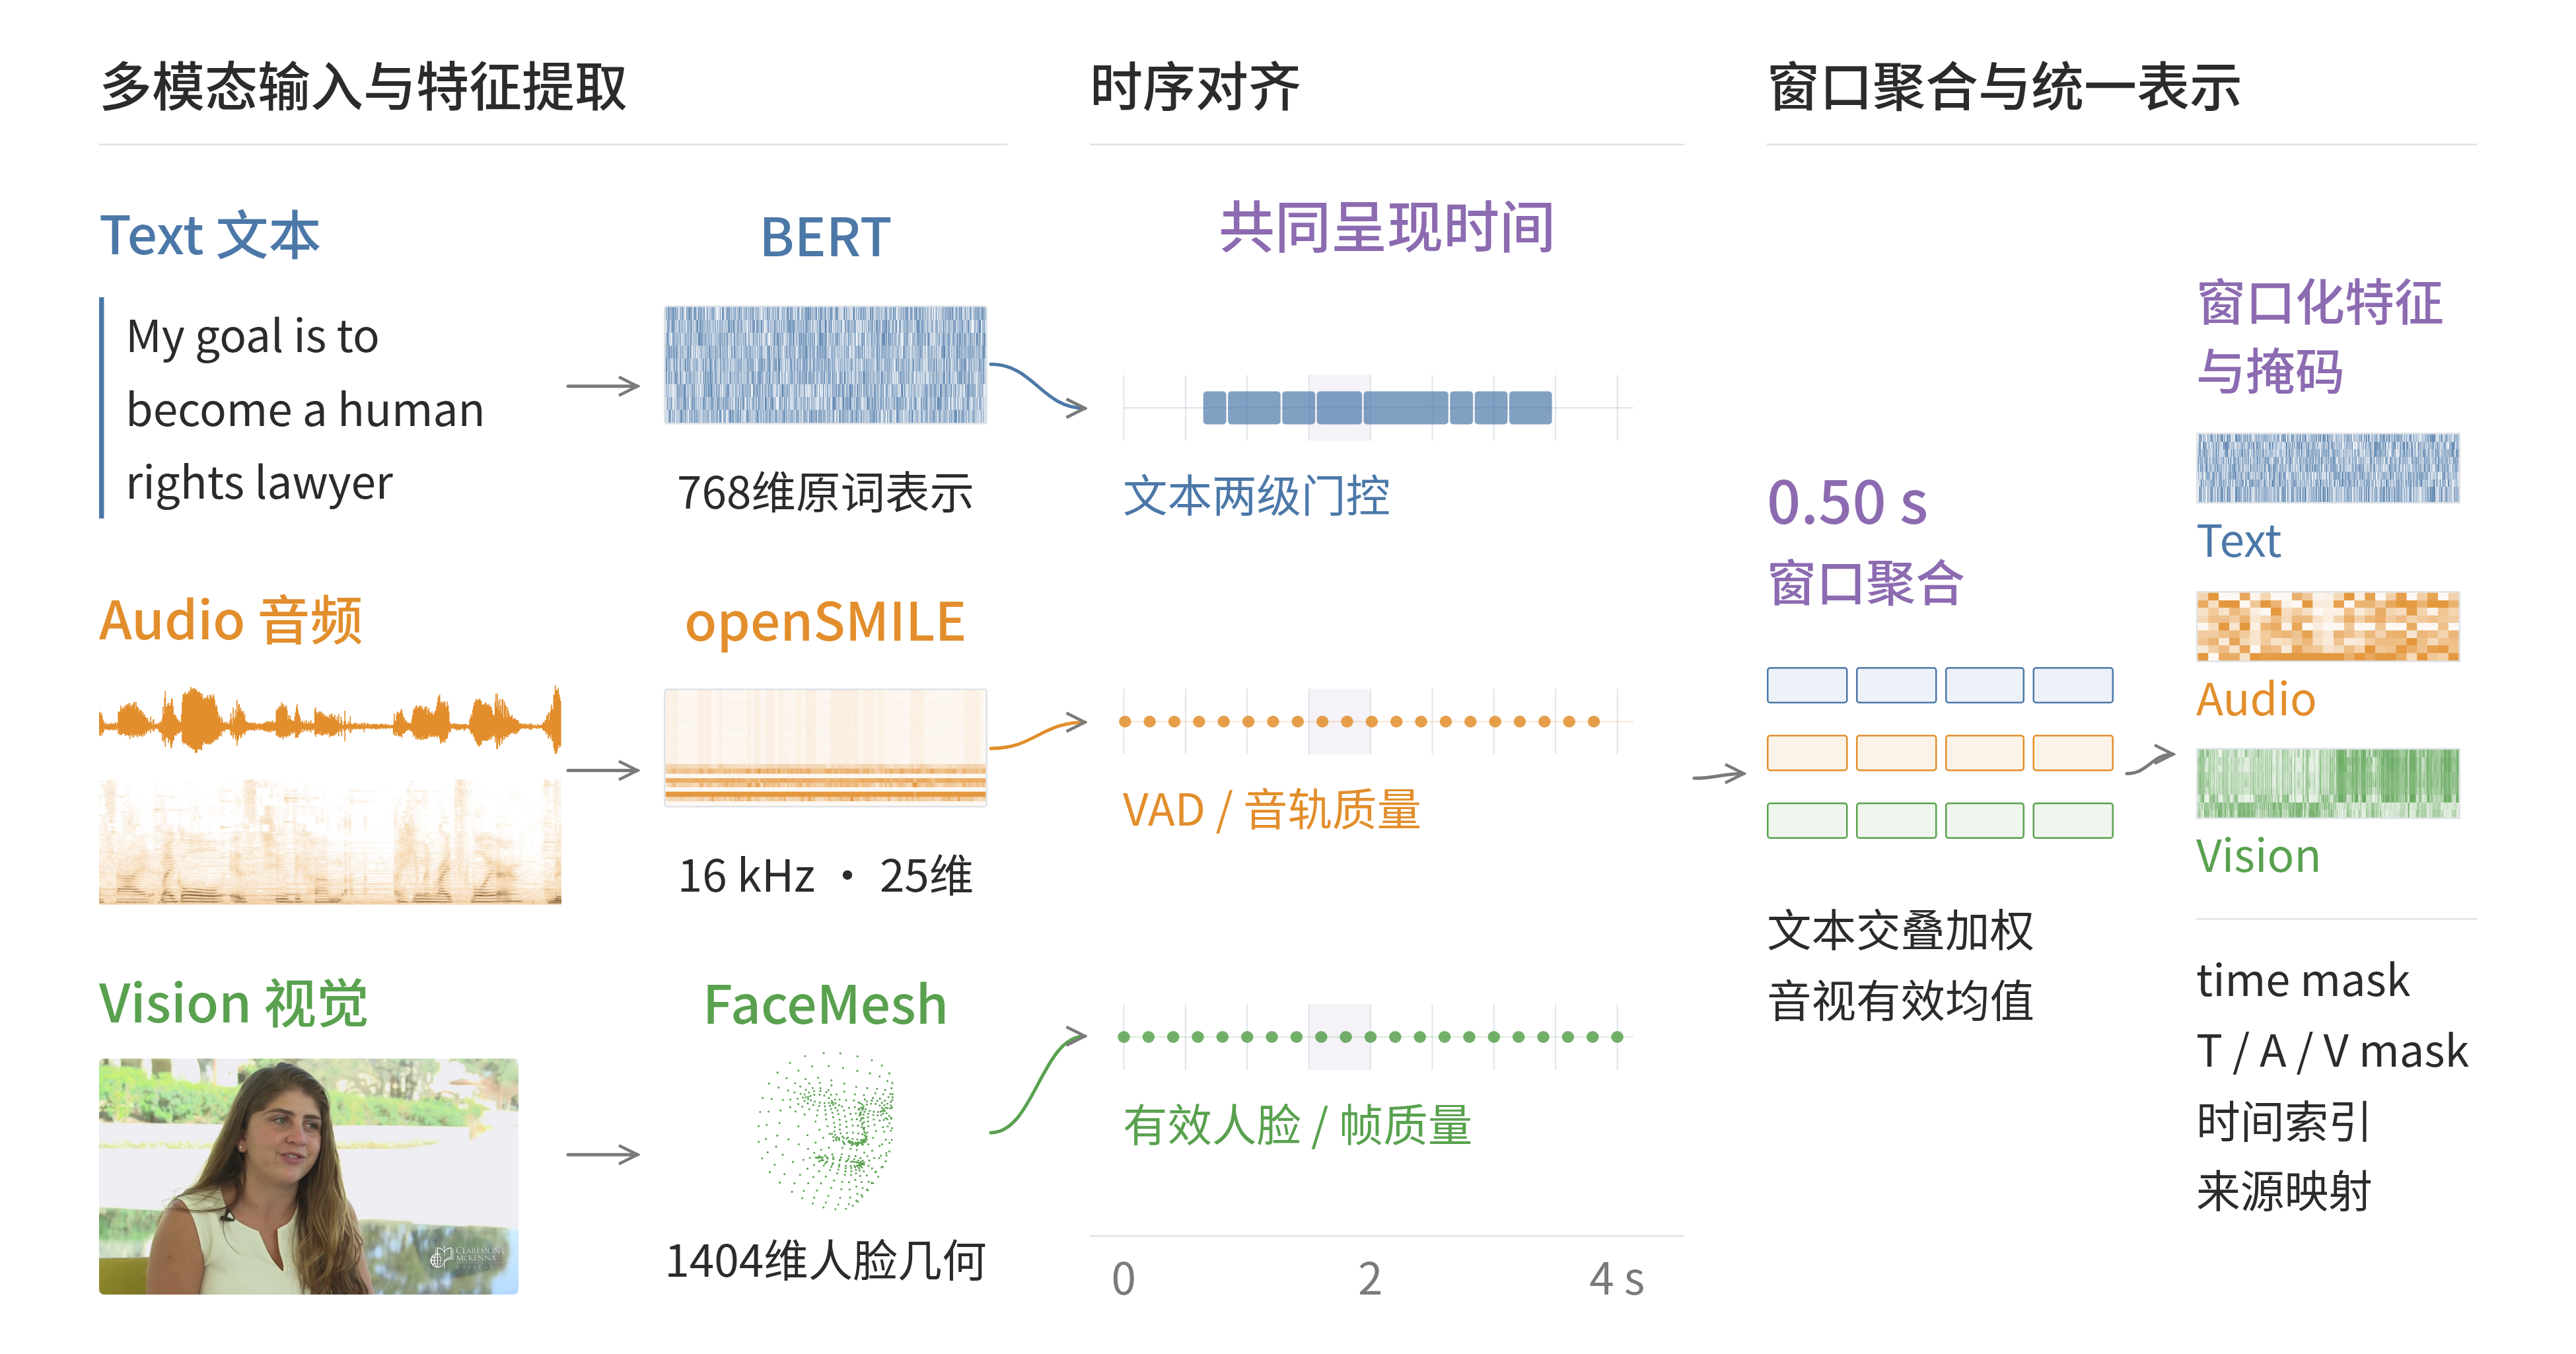 多模态输入与特征提取
时序对齐
窗口聚合与统一表示
Text 文本
My goal is to
become a human
rights lawyer
BERT
768维原词表示
Audio 音频
openSMILE
16 kHz · 25维
Vision 视觉
CLAREMONT
MCKENNA
FaceMesh
1404维人脸几何
共同呈现时间
文本两级门控
VAD / 音轨质量
有效人脸 / 帧质量
0
2
4 s
0.50 s
窗口聚合
文本交叠加权
音视有效均值
窗口化特征
与掩码
Text
Audio
Vision
time mask
T / A / V mask
时间索引
来源映射